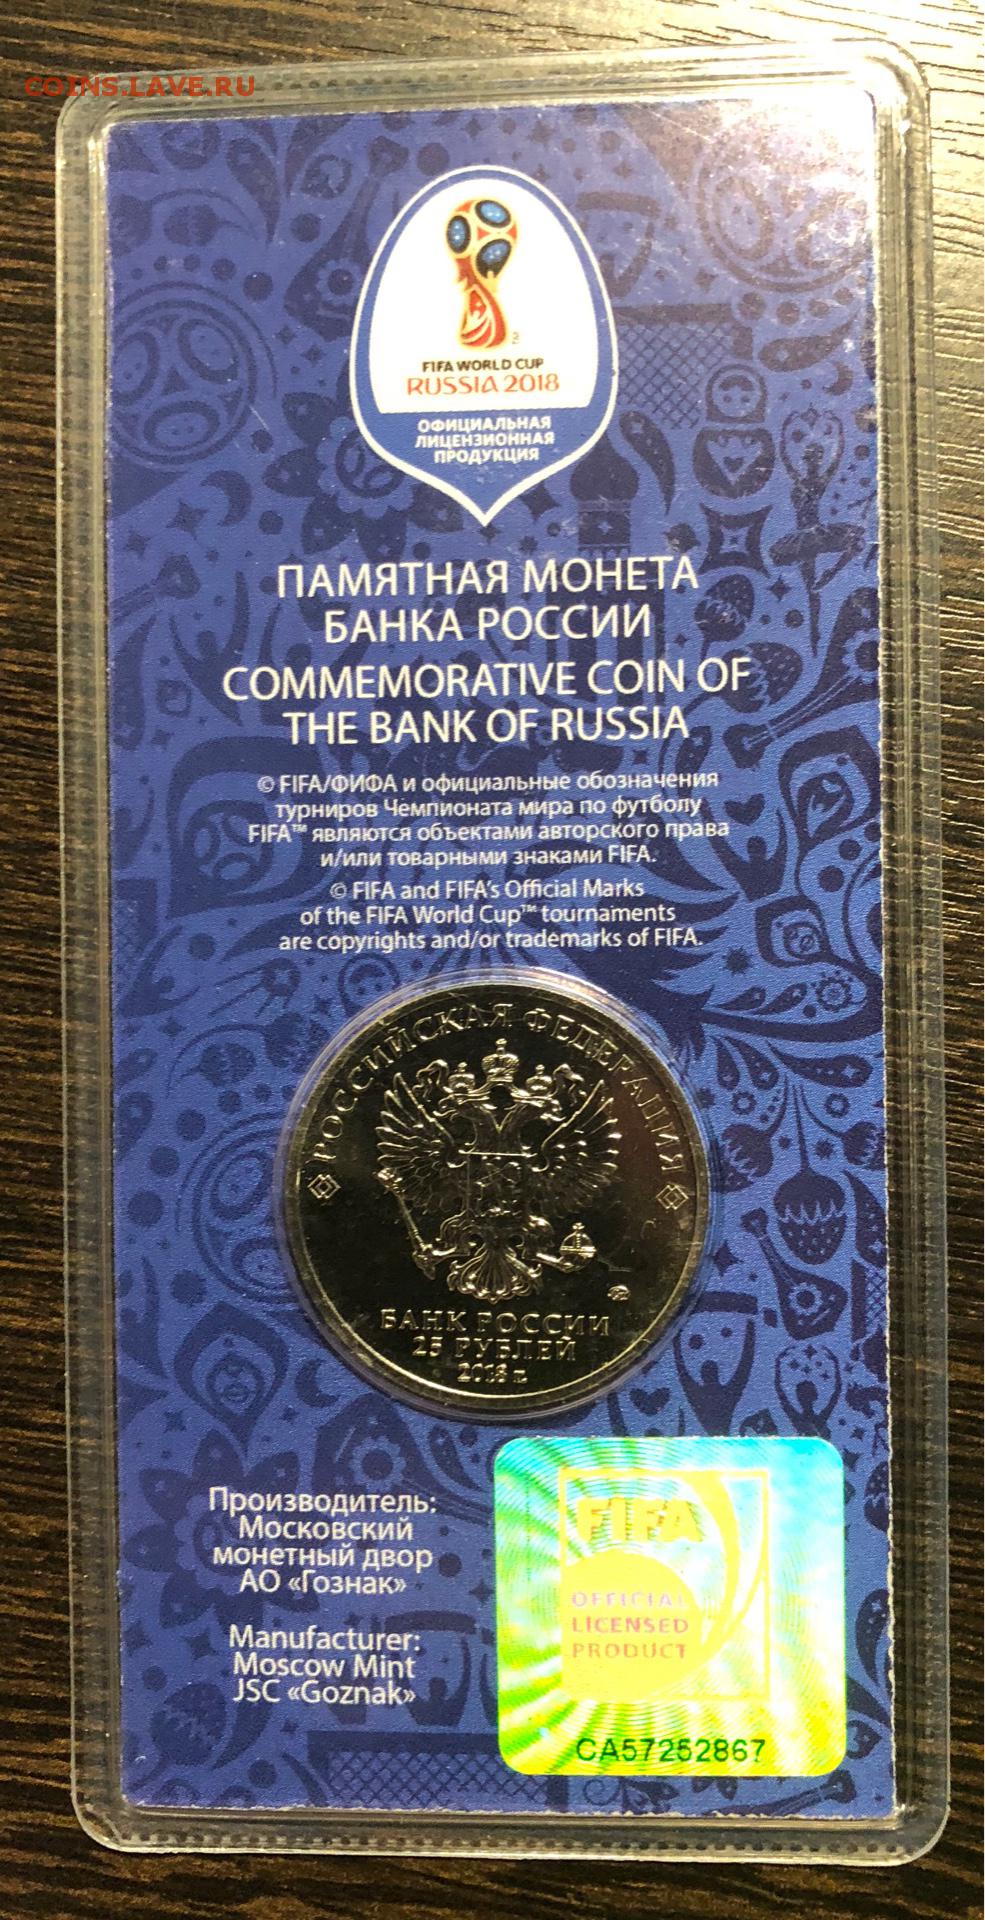 COINS.LAVE.RU
FIFA WORLD CUP
RUSSIA 2018
ОФИЦИАЛЬНАЯ
ЛИЦЕНЗИОННАЯ
ПРОДУКЦИЯ
ПАМЯТНАЯ МОНЕТА
БАНКА РОССИИ
COMMEMORATIVE COIN OF
THE BANK OF RUSSIA
© FIFA/ФИФА и официальные обозначения
турниров Чемпионата мира по футболу
FIFA™ являются объектами авторского права
и/или товарными знаками FIFA.
© FIFA and FIFA's Official Marks
of the FIFA World Cup™ tournaments
are copyrights and/or trademarks of FIFA.
РОССИЙСКАЯ ФЕДЕРАЦИЯ
БАНК РОССИИ
25 РУБЛЕЙ
2018 г.
Производитель:
Московский
монетный двор
АО «Гознак»
Manufacturer:
Moscow Mint
JSC «Goznak»
FIFA
OFFICIAL
LICENSED
PRODUCT
CA57252867